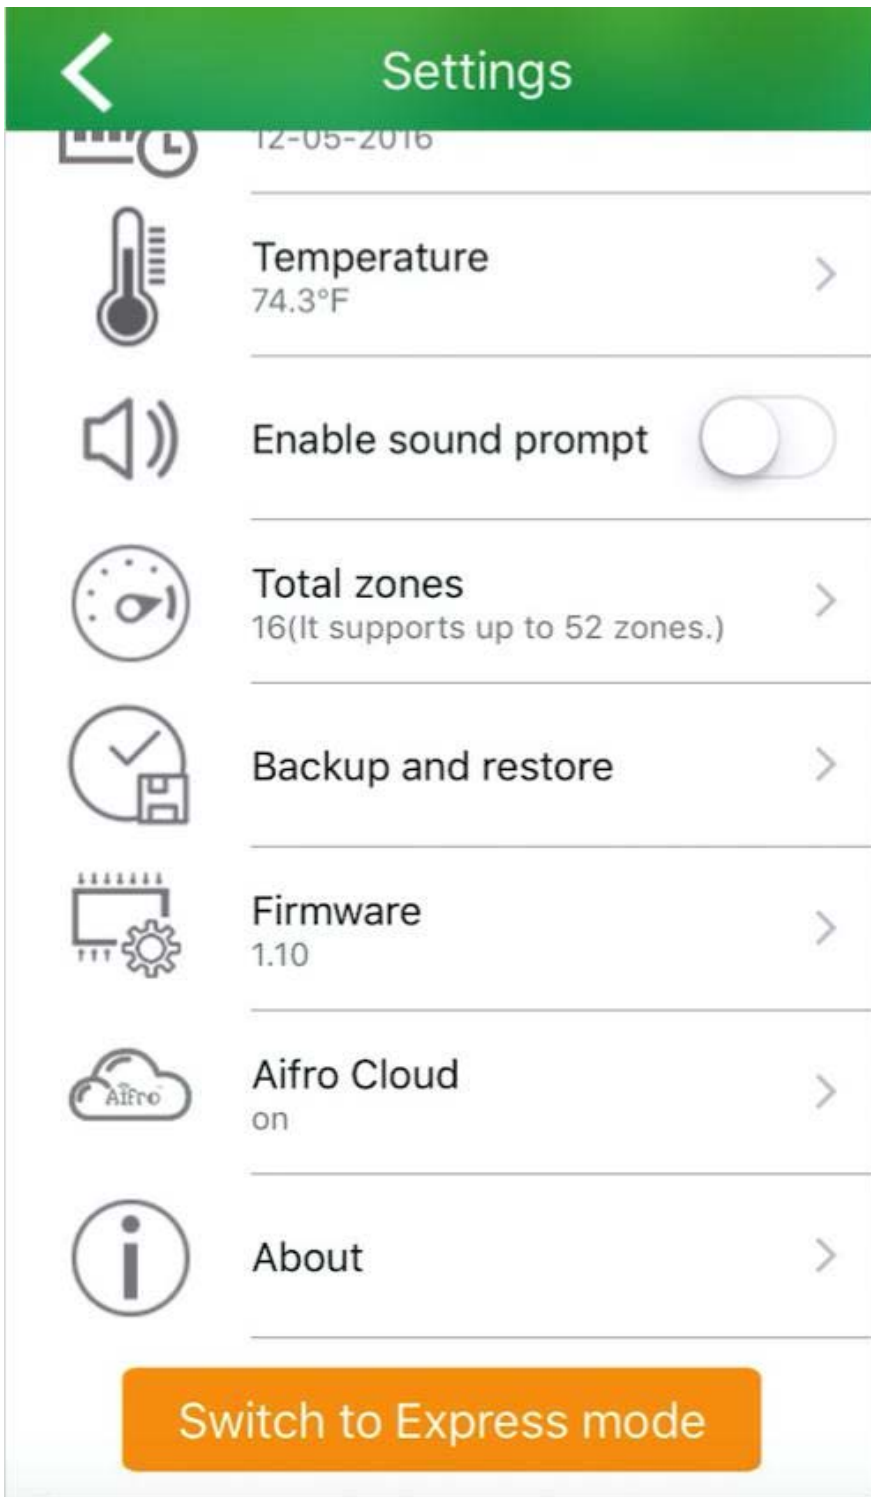 Settings
12-05-2016
Temperature
74.3°F
Enable sound prompt
Total zones
16(It supports up to 52 zones.)
Backup and restore
Firmware
1.10
Aifro
Aifro Cloud
on
About
Switch to Express mode